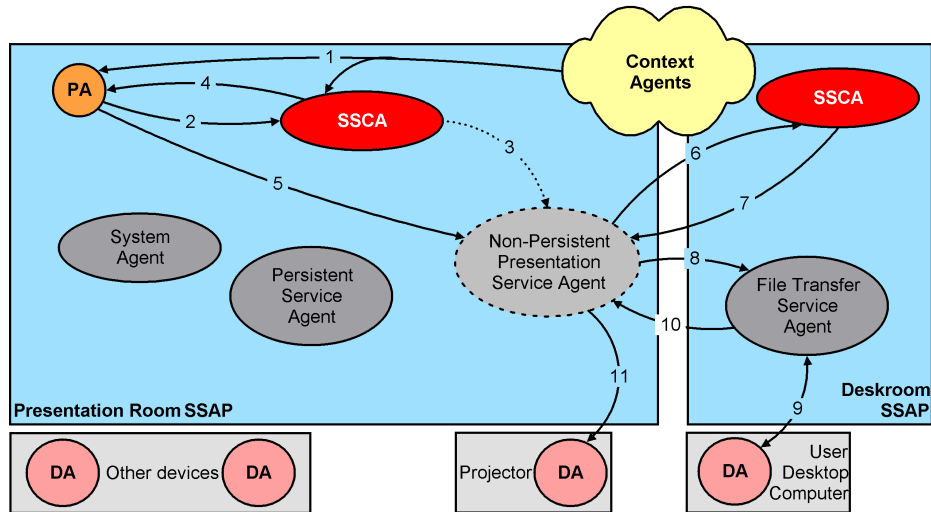 Context
Agents
1
PA
4
2
SSCA
SSCA
3
6
5
7
System
Agent
Non-Persistent
Presentation
Service Agent
8
Persistent
Service
Agent
File Transfer
Service
Agent
10
11
9
Presentation Room SSAP
Deskroom
SSAP
DA
Other devices
DA
Projector
DA
DA
User
Desktop
Computer